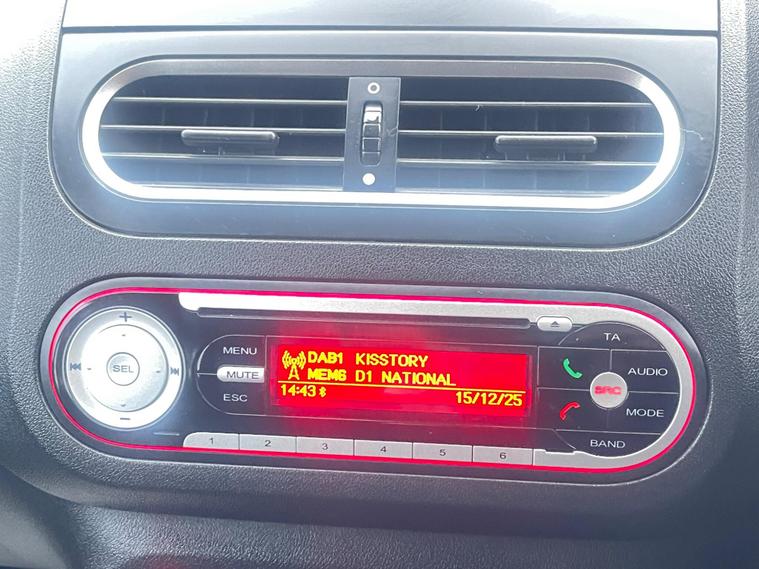 DAB1 KISSTORY
MEM6 D1 NATIONAL
14:43 15/12/25
MENU
MUTE
ESC
SEL
TA
AUDIO
SRC
MODE
BAND
1 2 3 4 5 6